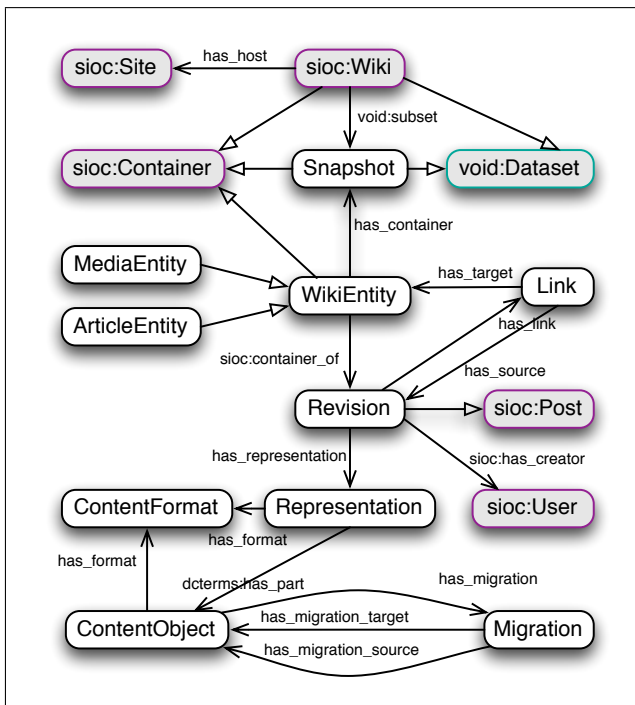 has_host
sioc:Site
sioc:Wiki
void:subset
sioc:Container
Snapshot
void:Dataset
has_container
MediaEntity
has_target
WikiEntity
Link
ArticleEntity
has_link
sioc:container_of
has_source
Revision
sioc:Post
has_representation
sioc:has_creator
ContentFormat
Representation
sioc:User
has_format
has_format
dcterms:has_part
has_migration
has_migration_target
ContentObject
Migration
has_migration_source